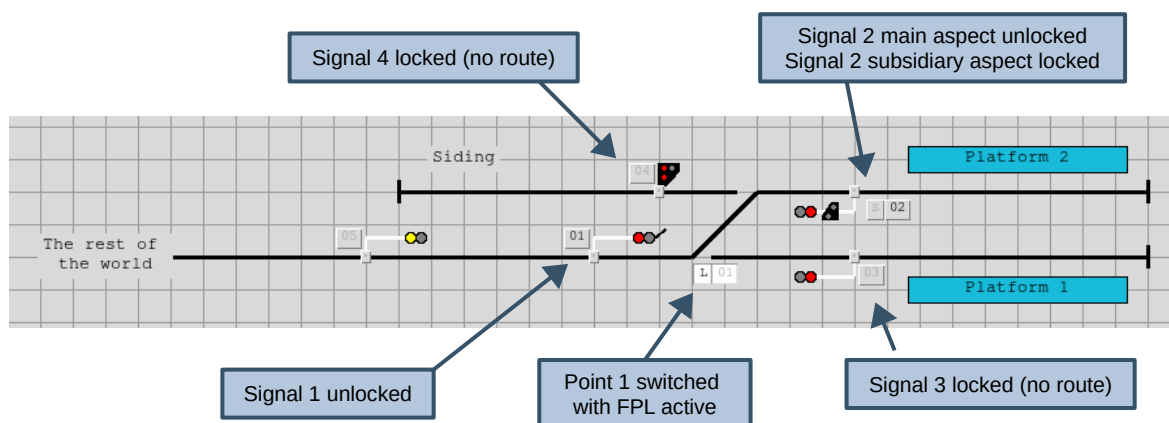 Signal 4 locked (no route)
Signal 2 main aspect unlocked
Signal 2 subsidiary aspect locked
Siding
04
Platform 2
S 02
05
01
The rest of
the world
L 01
03
Platform 1
Signal 1 unlocked
Point 1 switched
with FPL active
Signal 3 locked (no route)